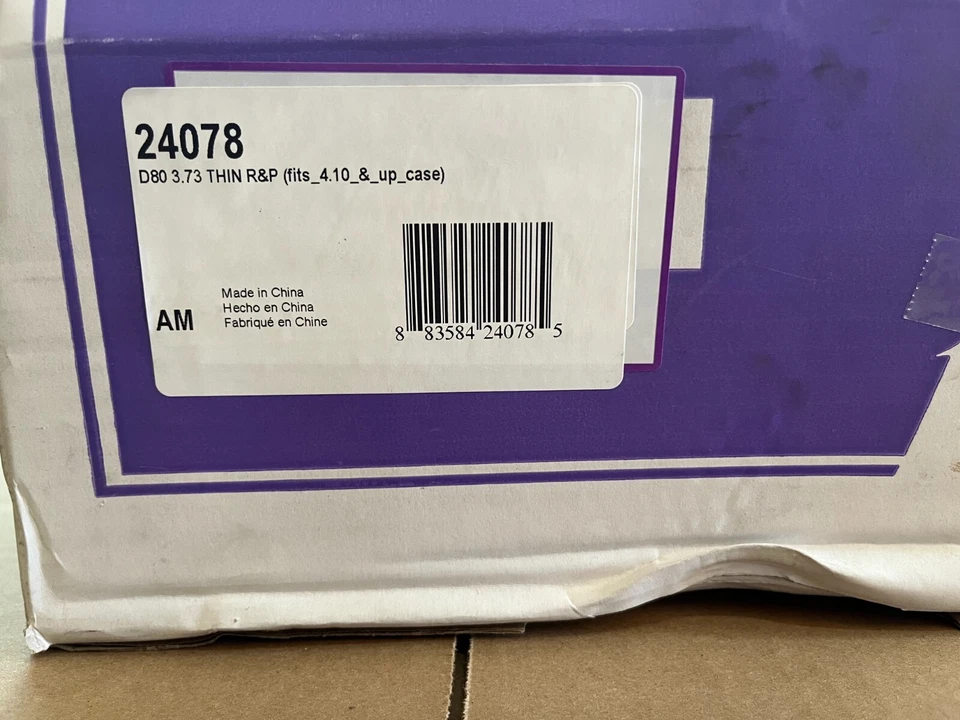 24078
D80 3.73 THIN R&P (fits_4.10_&_up_case)
Made in China
Hecho en China
AM Fabriqué en Chine
8 83584 24078 5